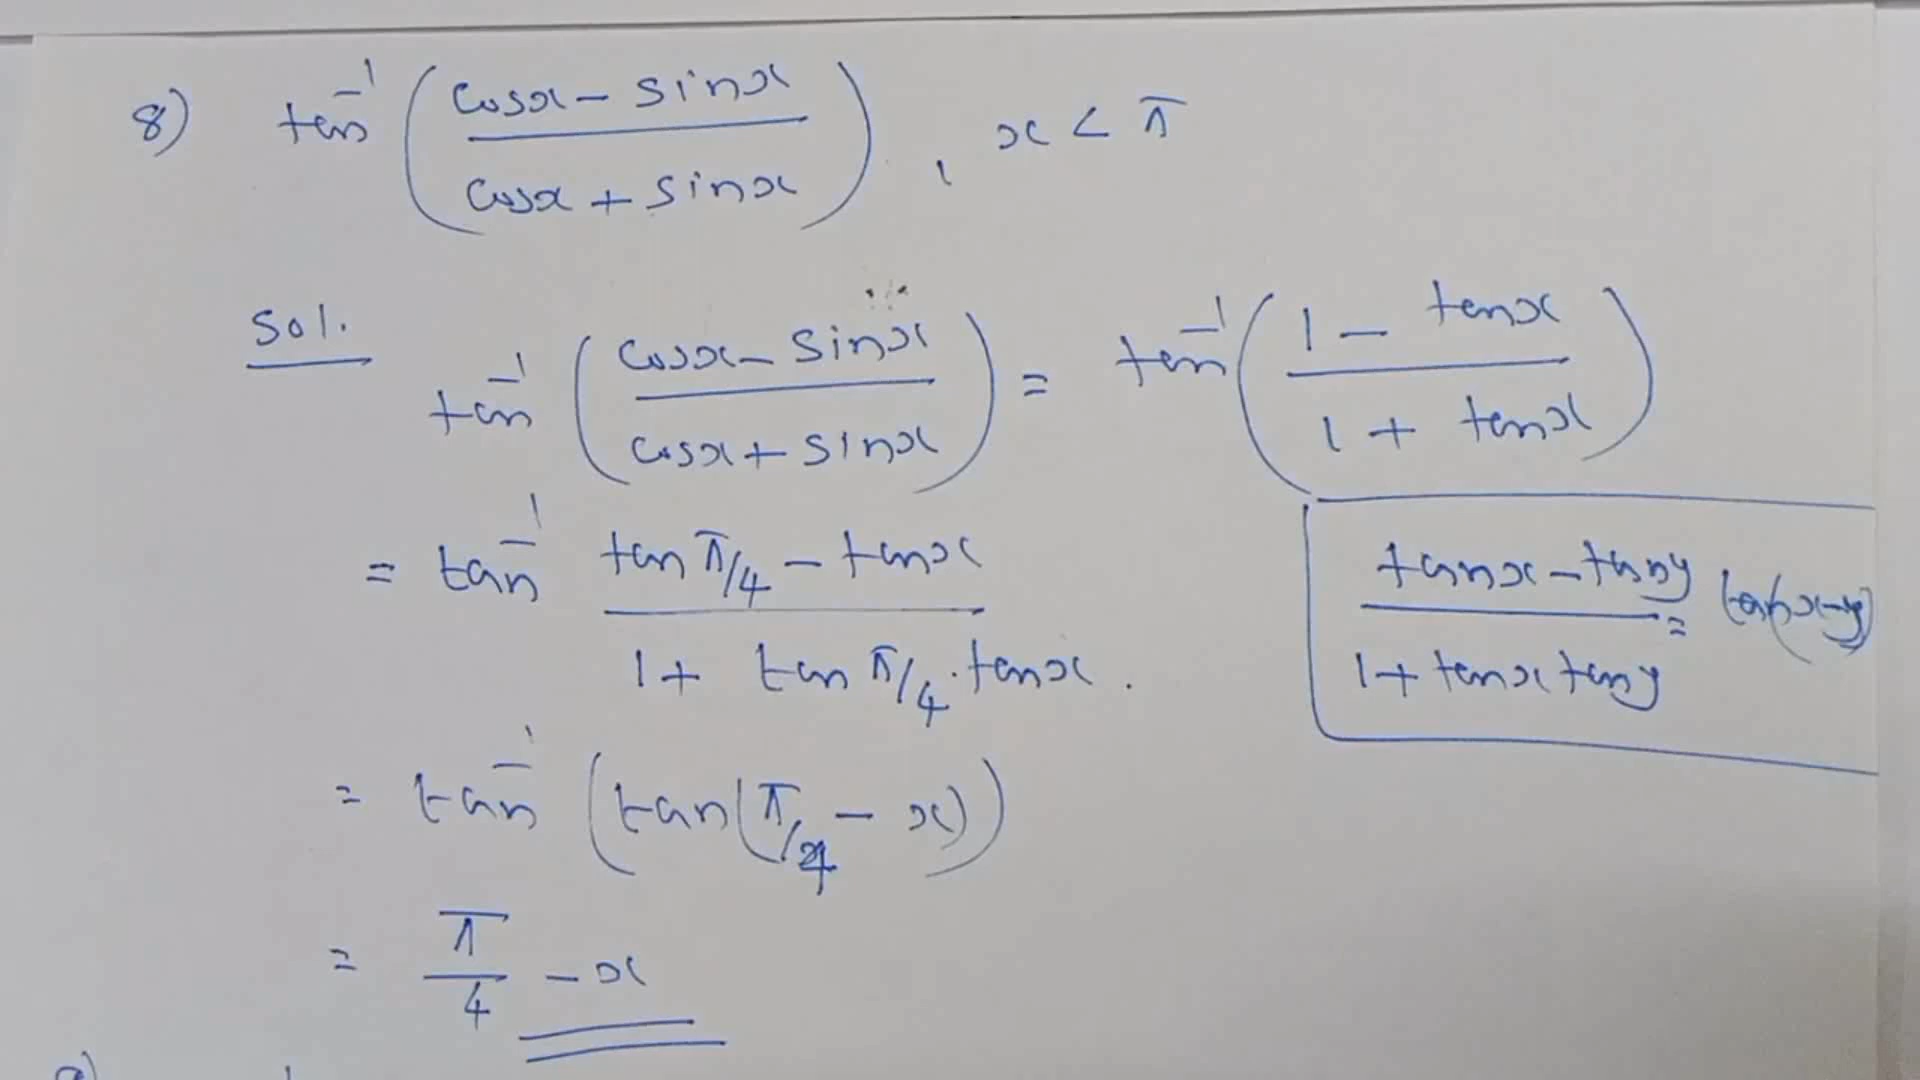 8) tan⁻¹ ( (cosx − sinx) / (cosx + sinx) ) , x < π
Sol.
tan⁻¹ ( (cosx − sinx) / (cosx + sinx) ) = tan⁻¹ ( (1 − tanx) / (1 + tanx) )
= tan⁻¹ (tan π/4 − tanx) / (1 + tan π/4 · tanx) .
(tanx − tany) / (1 + tanx tany) = tan(x−y)
= tan⁻¹ ( tan (π/4 − x) )
= π/4 − x